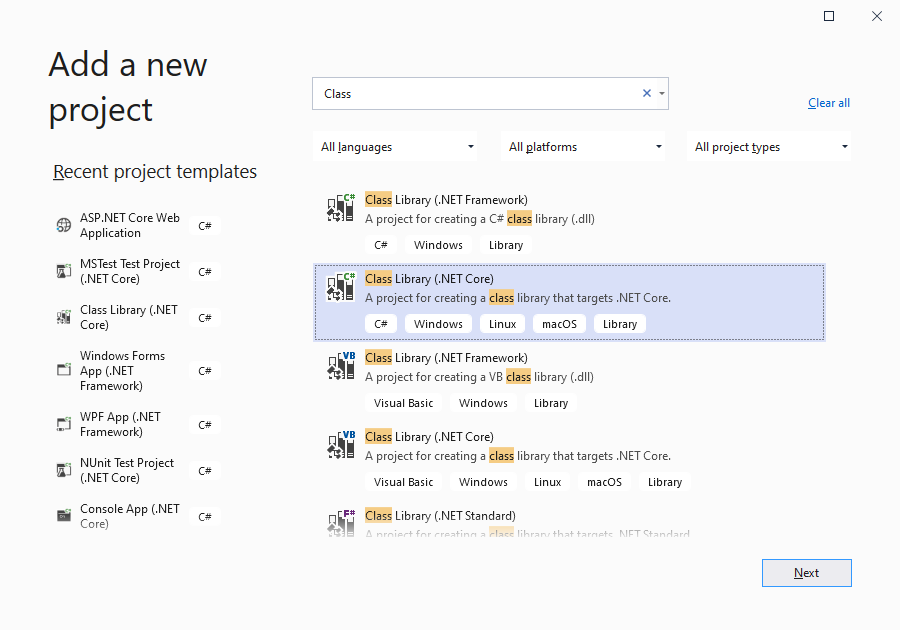 Add a new
project
Recent project templates
ASP.NET Core Web
Application
C#
MSTest Test Project
(.NET Core)
C#
Class Library (.NET
Core)
C#
Windows Forms
App (.NET
Framework)
C#
WPF App (.NET
Framework)
C#
NUnit Test Project
(.NET Core)
C#
Console App (.NET
Core)
C#
Class
Clear all
All languages
All platforms
All project types
C#
Class Library (.NET Framework)
A project for creating a C# class library (.dll)
C# Windows Library
C#
Class Library (.NET Core)
A project for creating a class library that targets .NET Core.
C# Windows Linux macOS Library
VB
Class Library (.NET Framework)
A project for creating a VB class library (.dll)
Visual Basic Windows Library
VB
Class Library (.NET Core)
A project for creating a class library that targets .NET Core.
Visual Basic Windows Linux macOS Library
F#
Class Library (.NET Standard)
A project for creating a class library that targets .NET Standard
Next